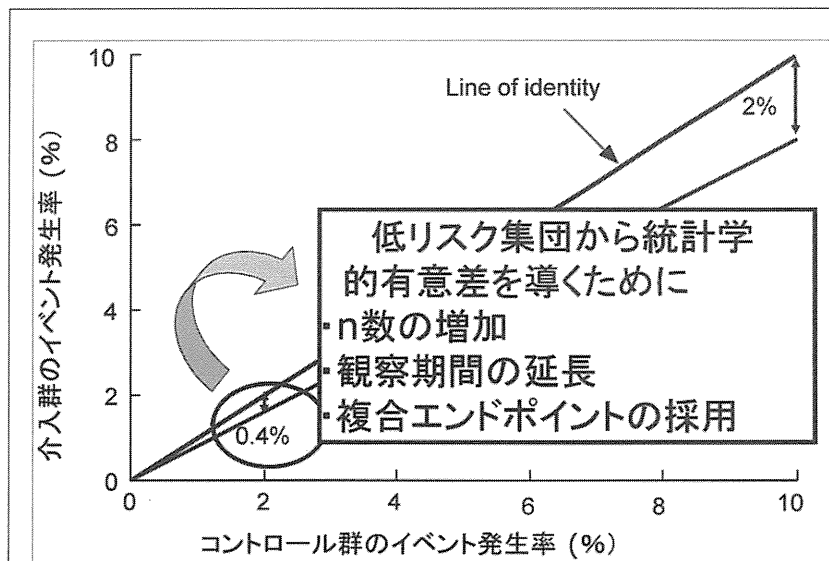 10
8
6
4
2
0
介入群のイベント発生率 (%)
Line of identity
2%
低リスク集団から統計学
的有意差を導くために
・n数の増加
・観察期間の延長
・複合エンドポイントの採用
0.4%
0 2 4 6 8 10
コントロール群のイベント発生率 (%)